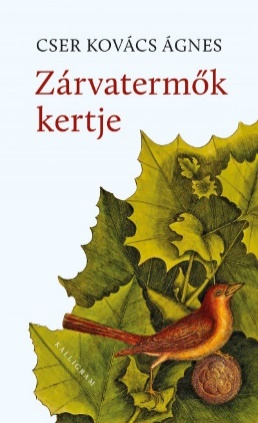 CSER KOVÁCS ÁGNES
Zárvatermők
kertje
KALLIGRAM